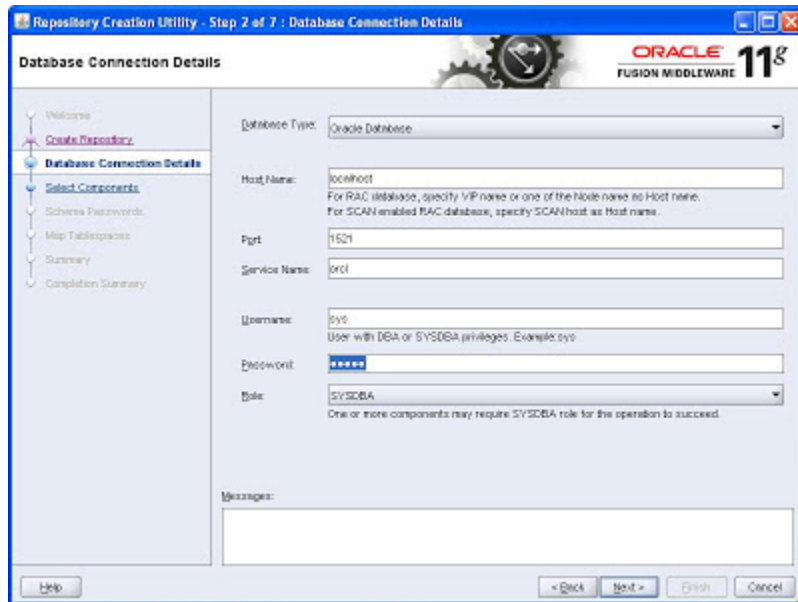 Repository Creation Utility - Step 2 of 7 : Database Connection Details
Database Connection Details
ORACLE
FUSION MIDDLEWARE
11g
Welcome
Create Repository
Database Connection Details
Select Components
Schema Passwords
Map Tablespaces
Summary
Completion Summary
Database Type: Oracle Database
Host Name: localhost
For RAC database, specify VIP name or one of the Node name as Host name.
For SCAN enabled RAC database, specify SCAN host as Host name.
Port: 1521
Service Name: orcl
Username: sys
User with DBA or SYSDBA privileges. Example:sys
Password: •••••
Role: SYSDBA
One or more components may require SYSDBA role for the operation to succeed.
Messages:
Help
< Back Next > Finish Cancel